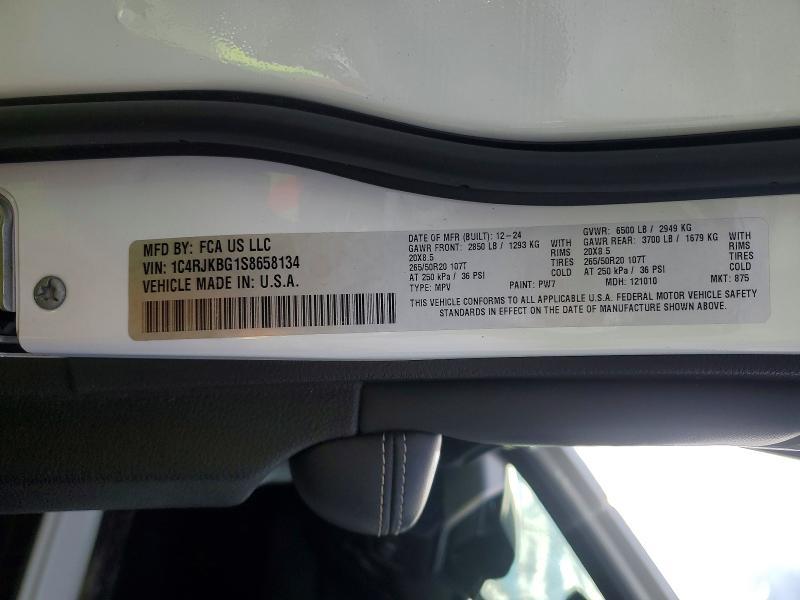 MFD BY: FCA US LLC
VIN: 1C4RJKBG1S8658134
VEHICLE MADE IN: U.S.A.
DATE OF MFR (BUILT): 12-24
GAWR FRONT: 2850 LB / 1293 KG WITH
20X8.5 RIMS
265/50R20 107T TIRES
AT 250 kPa / 36 PSI COLD
TYPE: MPV PAINT: PW7
GVWR: 6500 LB / 2949 KG
GAWR REAR: 3700 LB / 1679 KG WITH
20X8.5 RIMS
265/50R20 107T TIRES
AT 250 kPa / 36 PSI COLD
MDH: 121010 MKT: 875
THIS VEHICLE CONFORMS TO ALL APPLICABLE U.S.A. FEDERAL MOTOR VEHICLE SAFETY
STANDARDS IN EFFECT ON THE DATE OF MANUFACTURE SHOWN ABOVE.